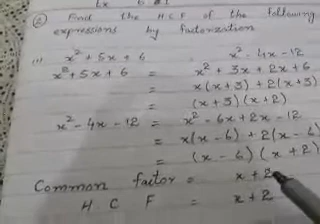 ② Find the H C F of the following
expressions by factorization
(i) x² + 5x + 6 x² - 4x - 12
x² + 5x + 6 = x² + 3x + 2x + 6
= x(x+3) + 2(x+3)
= (x+3)(x+2)
x² - 4x - 12 = x² - 6x + 2x - 12
= x(x-6) + 2(x-6)
= (x-6)(x+2)
Common factor = x+2
H C F = x+2